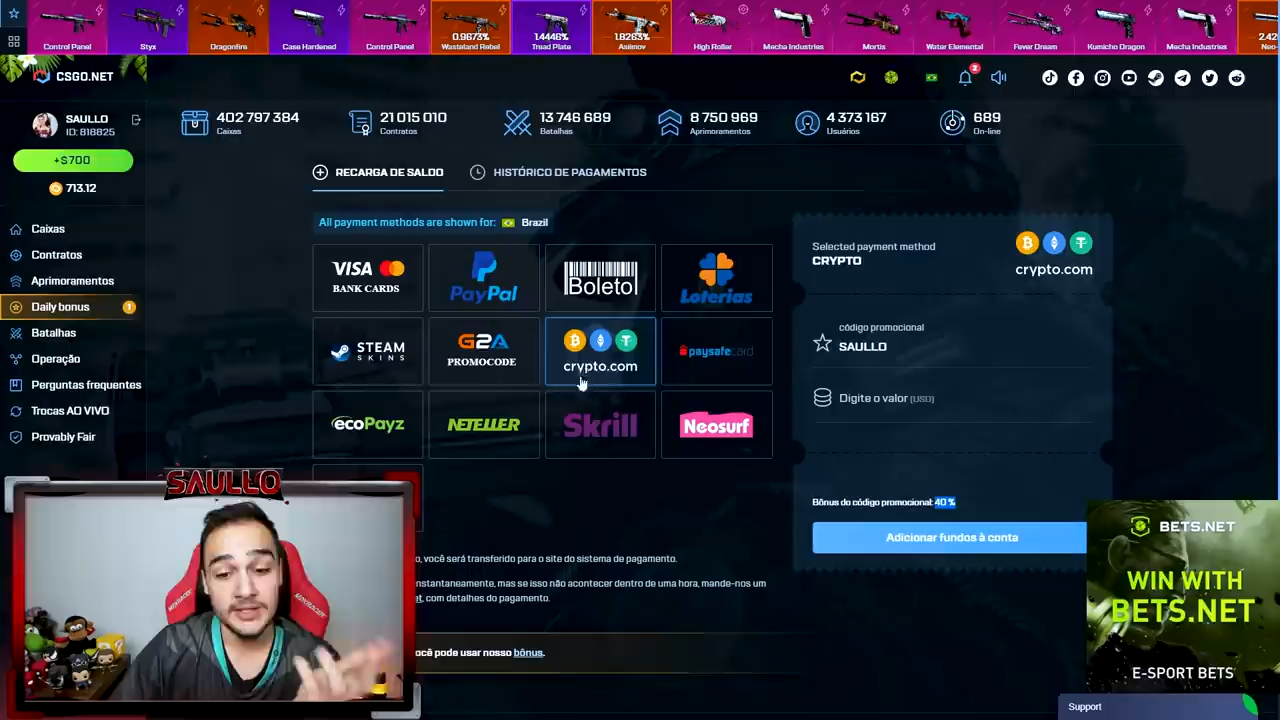 Control Panel
Styx
Dragonfire
Case Hardened
Control Panel
0.9673%
Wasteland Rebel
1.4446%
Tread Plate
1.8263%
Asiimov
High Roller
Mecha Industries
Mortis
Water Elemental
Fever Dream
Kumicho Dragon
Mecha Industries
2.42
Neo-
CSGO.NET
2
SAULLO
ID: 818825
+$700
713.12
402 797 384
Caixas
21 015 010
Contratos
13 746 689
Batalhas
8 750 969
Aprimoramentos
4 373 167
Usuários
689
On-line
RECARGA DE SALDO
HISTÓRICO DE PAGAMENTOS
Caixas
Contratos
Aprimoramentos
Daily bonus
1
Batalhas
Operação
Perguntas frequentes
Trocas AO VIVO
Provably Fair
All payment methods are shown for: Brazil
VISA
BANK CARDS
PayPal
Boleto
Loterias
STEAM
SKINS
G2A
PROMOCODE
crypto.com
paysafecard
ecoPayz
NETELLER
Skrill
Neosurf
Selected payment method
CRYPTO
crypto.com
código promocional
SAULLO
Digite o valor (USD)
Bônus do código promocional: 40 %
Adicionar fundos à conta
o, você será transferido para o site do sistema de pagamento.
nstantaneamente, mas se isso não acontecer dentro de uma hora, mande-nos um
et, com detalhes do pagamento.
ocê pode usar nosso bônus.
SAULLO
BETS.NET
WIN WITH
BETS.NET
E-SPORT BETS
Support